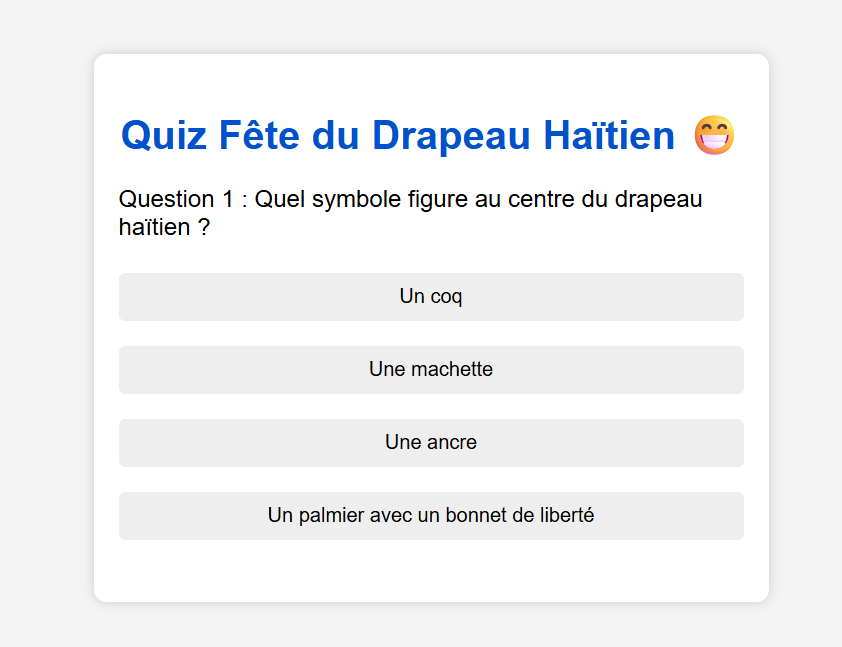 Quiz Fête du Drapeau Haïtien 😁
Question 1 : Quel symbole figure au centre du drapeau
haïtien ?
Un coq
Une machette
Une ancre
Un palmier avec un bonnet de liberté